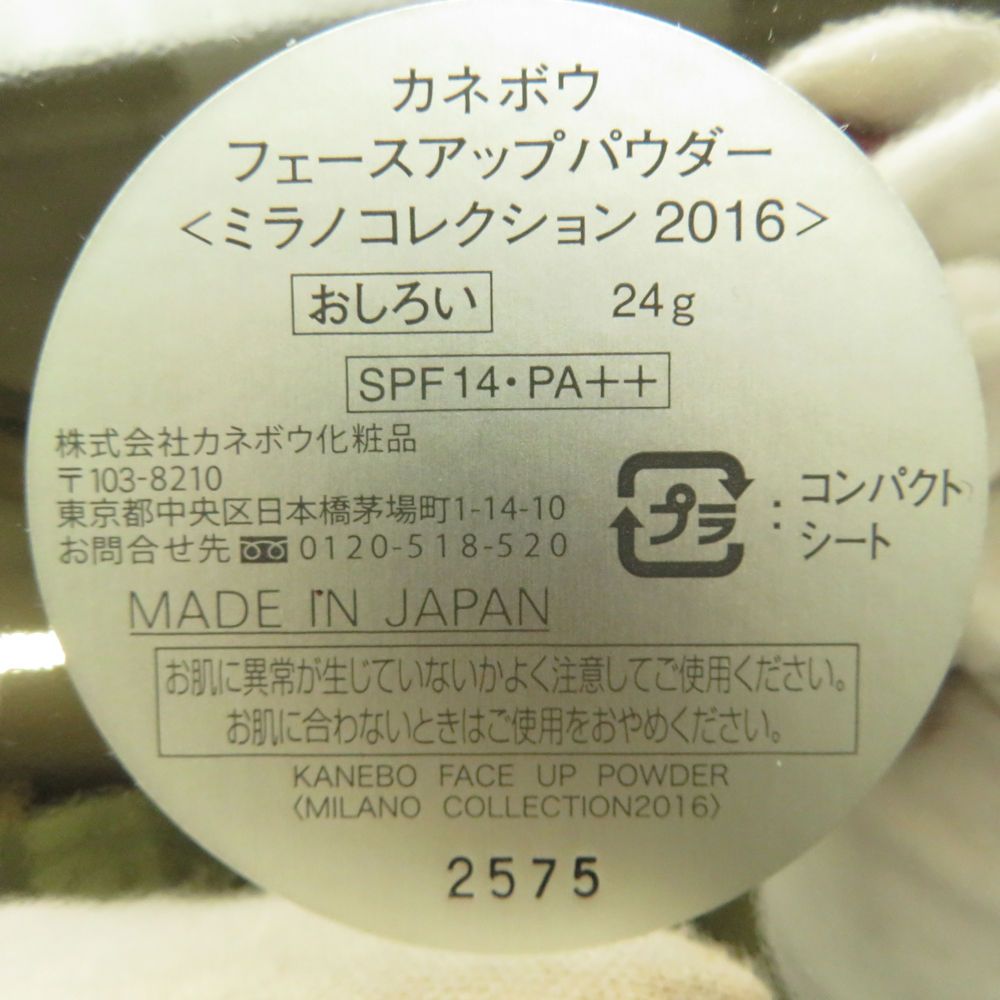 カネボウ
フェースアップパウダー
<ミラノコレクション 2016>
おしろい 24g
SPF14・PA++
株式会社カネボウ化粧品
〒103-8210
東京都中央区日本橋茅場町1-14-10
お問合せ先 0120-518-520
プラ : コンパクト
シート
MADE IN JAPAN
お肌に異常が生じていないかよく注意してご使用ください。
お肌に合わないときはご使用をおやめください。
KANEBO FACE UP POWDER
〈MILANO COLLECTION2016〉
2575